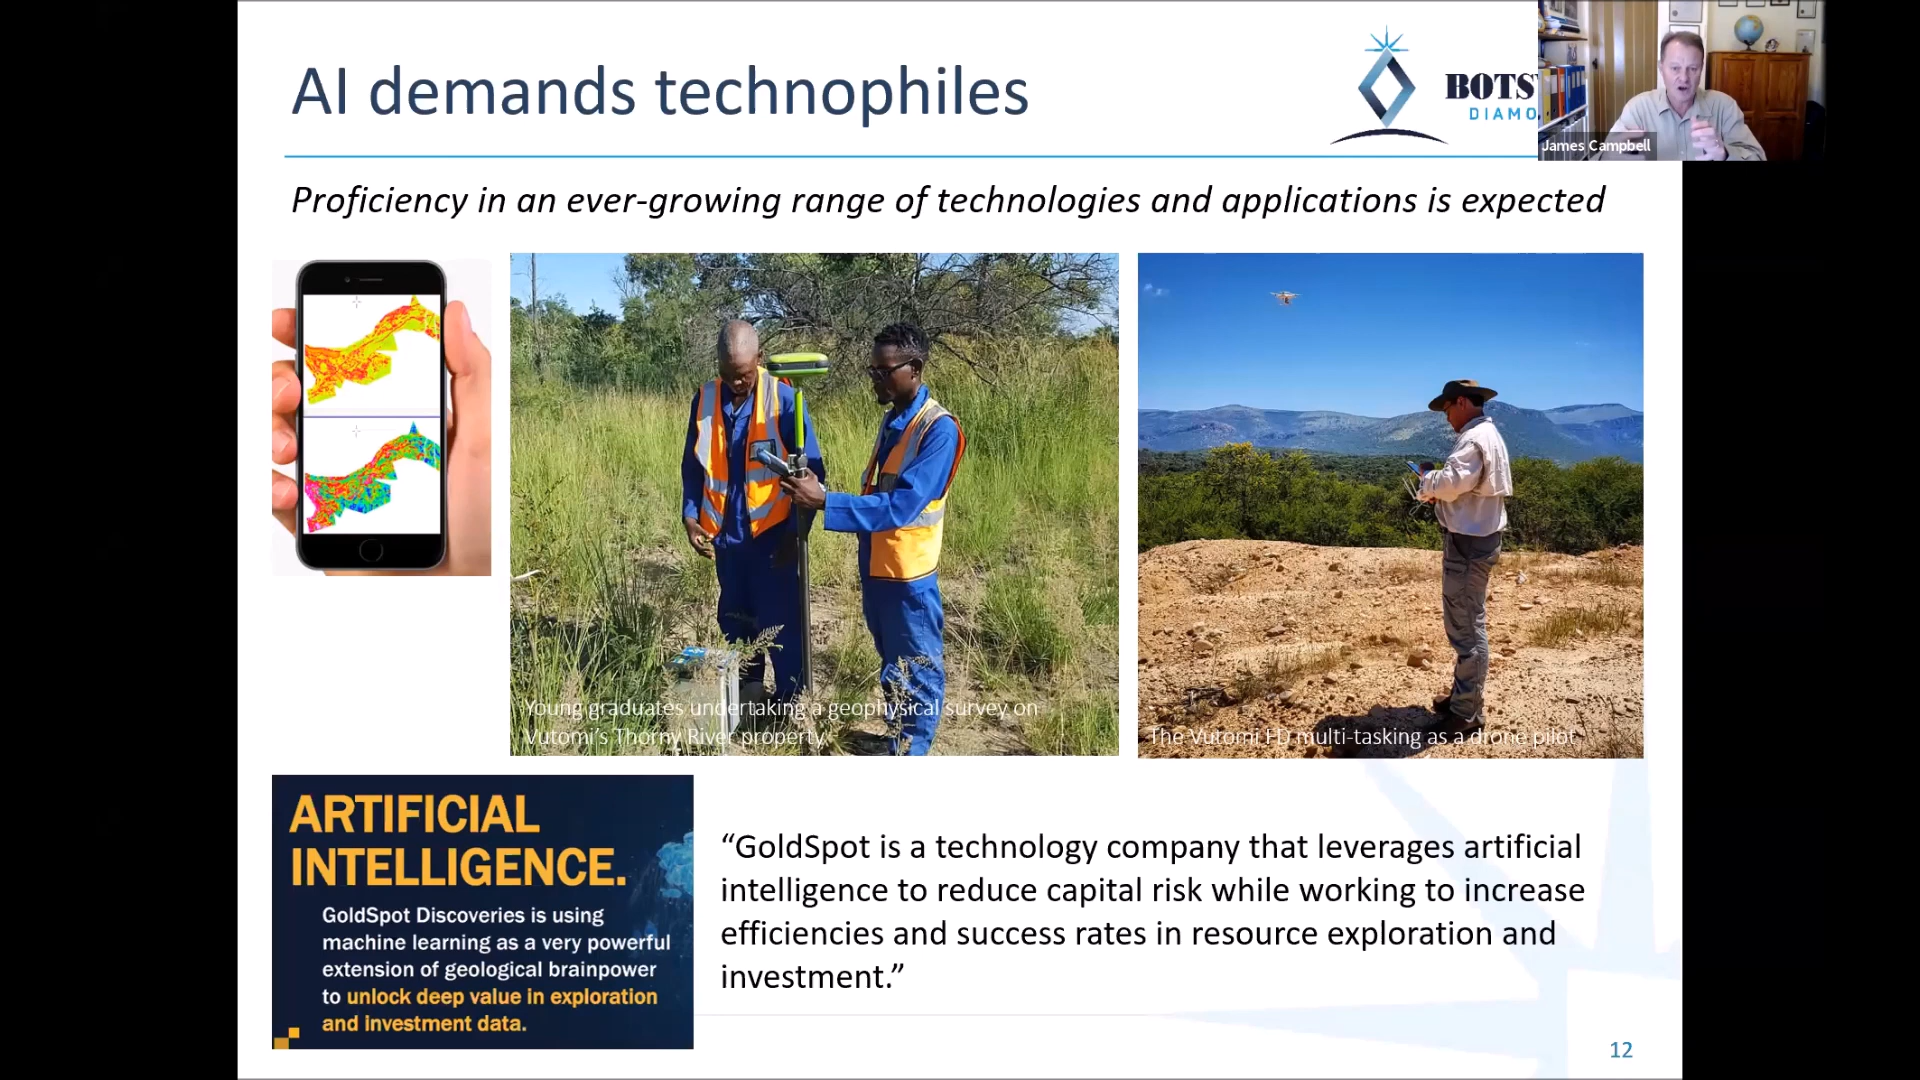 AI demands technophiles
BOTS
DIAMO
James Campbell
Proficiency in an ever-growing range of technologies and applications is expected
Young graduates undertaking a geophysical survey on
Vutomi's Thorny River property
The Vutomi FD multi-tasking as a drone pilot
ARTIFICIAL
INTELLIGENCE.
GoldSpot Discoveries is using
machine learning as a very powerful
extension of geological brainpower
to unlock deep value in exploration
and investment data.
“GoldSpot is a technology company that leverages artificial
intelligence to reduce capital risk while working to increase
efficiencies and success rates in resource exploration and
investment.”
12